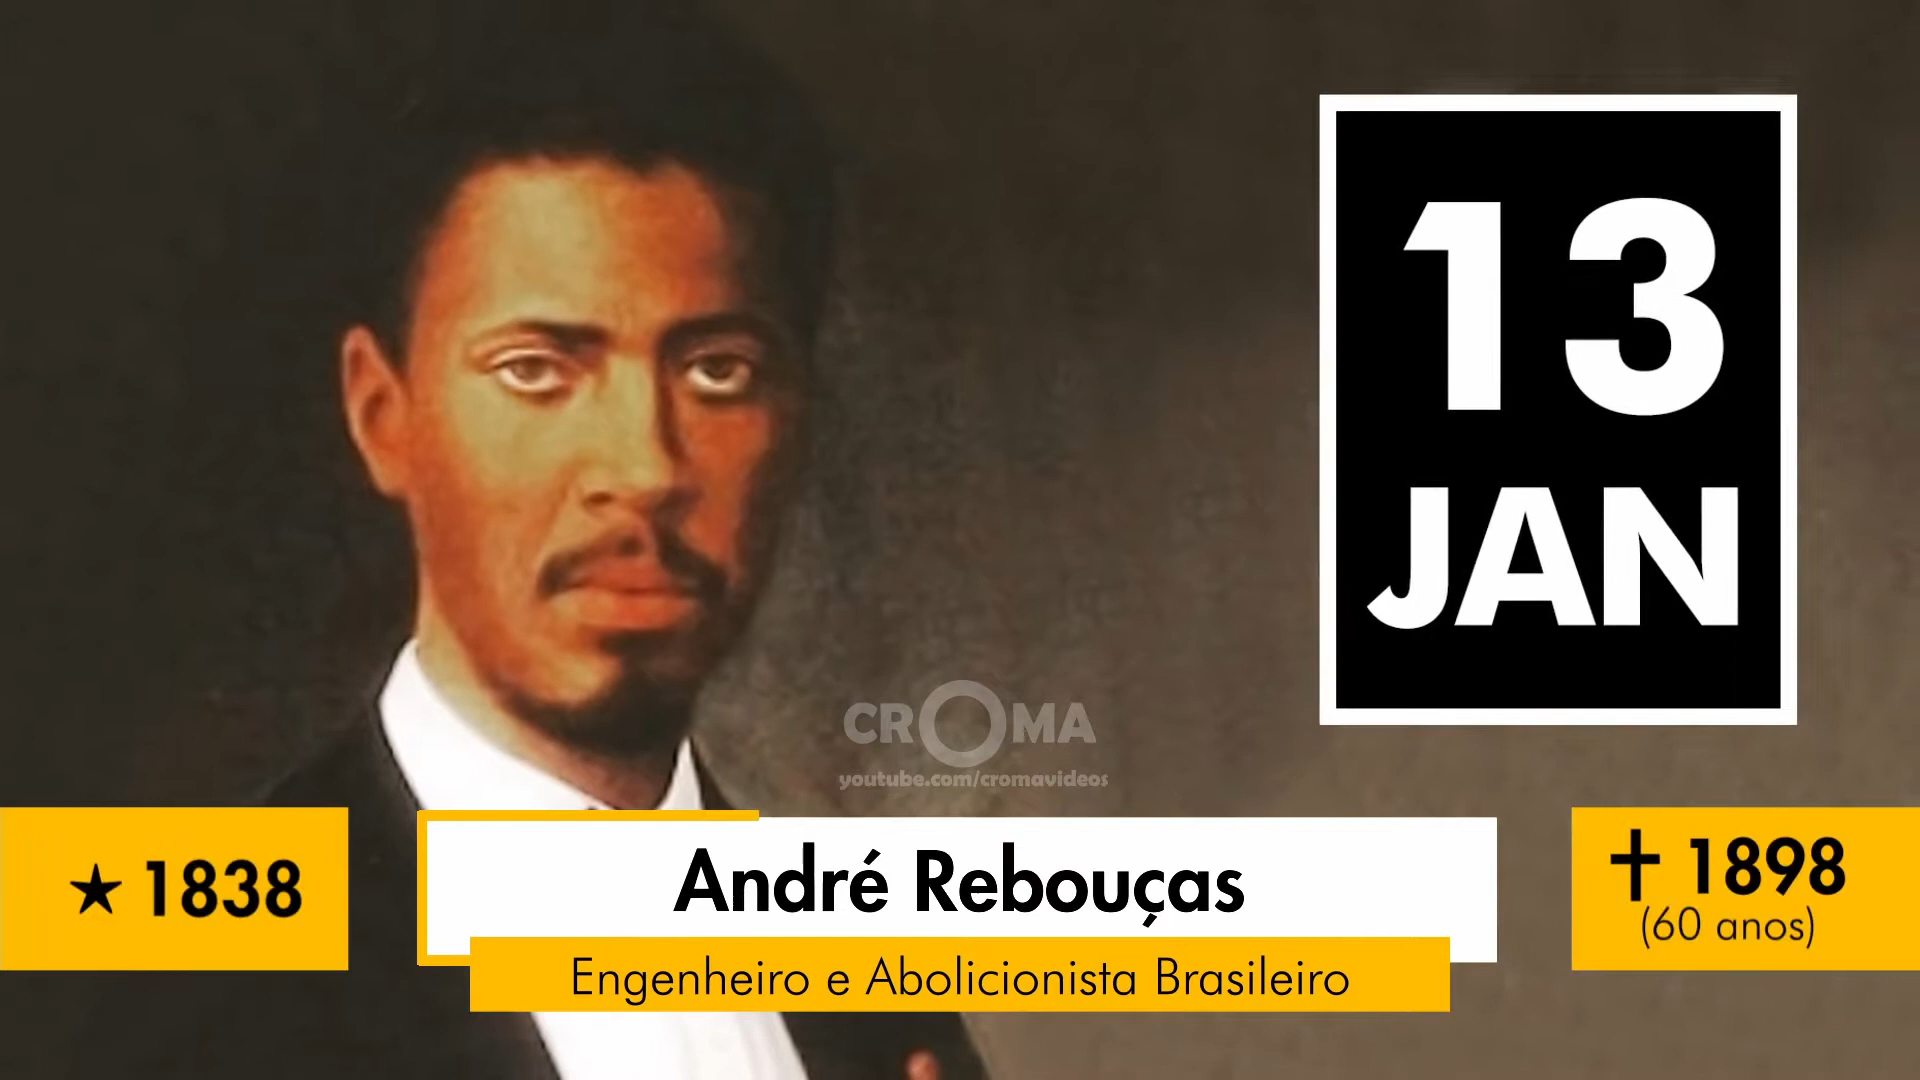 13
JAN
CROMA
youtube.com/cromavideos
★ 1838
André Rebouças
Engenheiro e Abolicionista Brasileiro
✝ 1898
(60 anos)